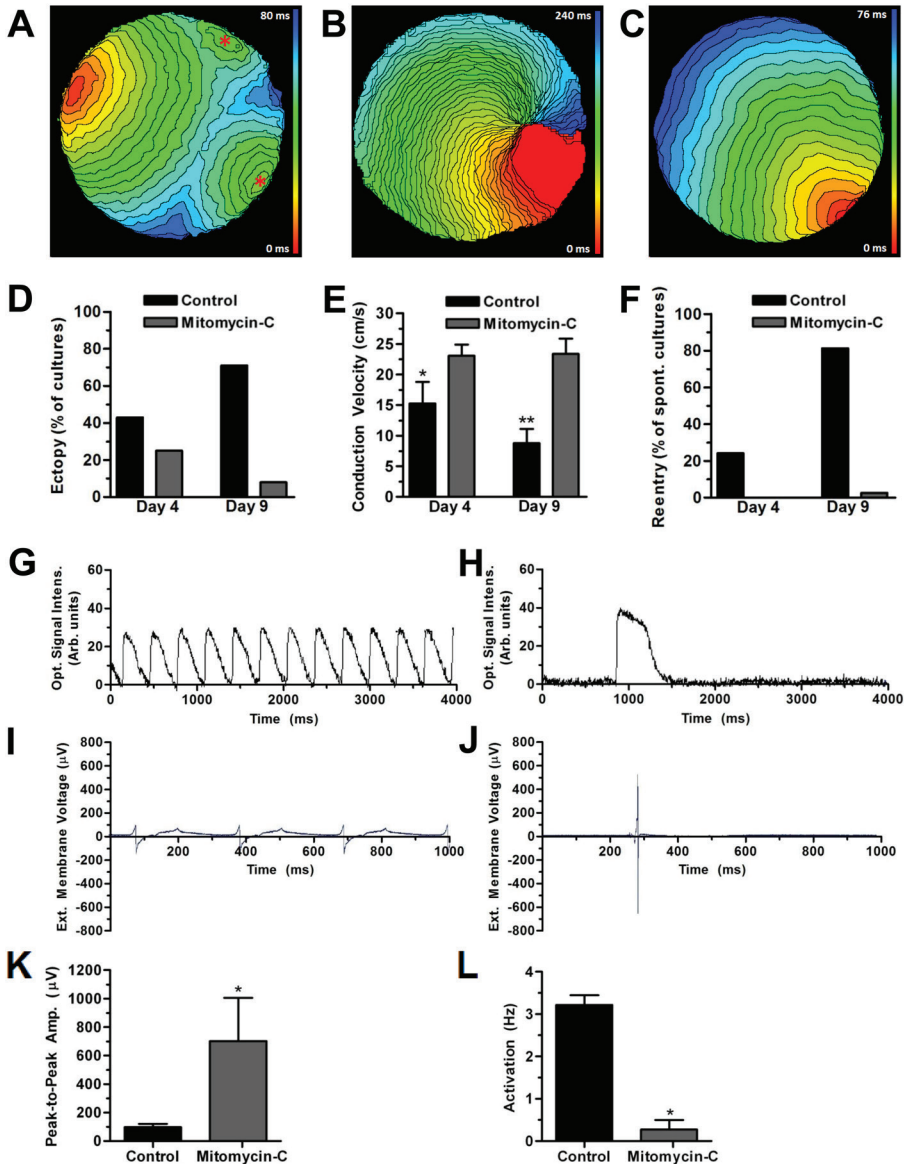 A
80 ms
*
*
0 ms
B
240 ms
0 ms
C
76 ms
0 ms
D
Control
Mitomycin-C
Ectopy (% of cultures)
100
80
60
40
20
0
Day 4
Day 9
E
Control
Mitomycin-C
Conduction Velocity (cm/s)
30
25
20
15
10
5
0
*
**
Day 4
Day 9
F
Control
Mitomycin-C
Reentry (% of spont. cultures)
100
80
60
40
20
0
Day 4
Day 9
G
Opt. Signal Intens.
(Arb. units)
60
40
20
0
0
1000
2000
3000
4000
Time (ms)
H
Opt. Signal Intens.
(Arb. units)
60
40
20
0
0
1000
2000
3000
4000
Time (ms)
I
Ext. Membrane Voltage (μV)
800
600
400
200
0
-200
-400
-600
-800
200
400
600
800
1000
Time (ms)
J
Ext. Membrane Voltage (μV)
800
600
400
200
0
-200
-400
-600
-800
200
400
600
800
1000
Time (ms)
K
Peak-to-Peak Amp. (μV)
1200
1000
800
600
400
200
0
*
Control
Mitomycin-C
L
Activation (Hz)
4
3
3
2
1
0
*
Control
Mitomycin-C